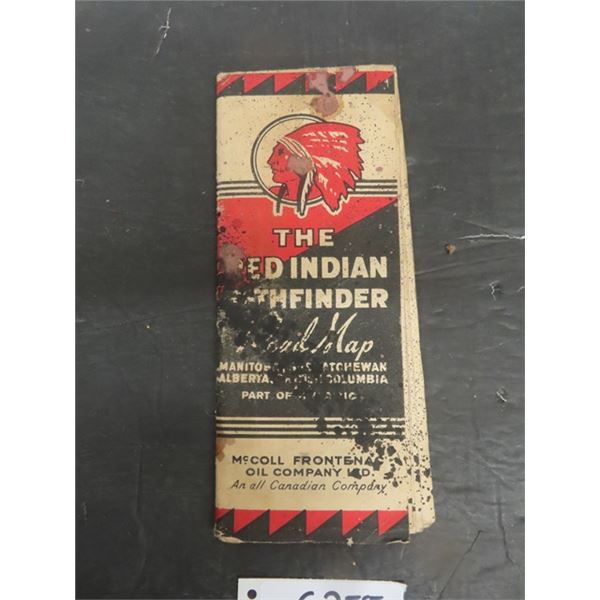 THE
RED INDIAN
PATHFINDER
Road Map
MANITOBA, SASKATCHEWAN
ALBERTA, BRITISH COLUMBIA
PART OF ONTARIO
McCOLL FRONTENAC
OIL COMPANY LTD.
An all Canadian Company